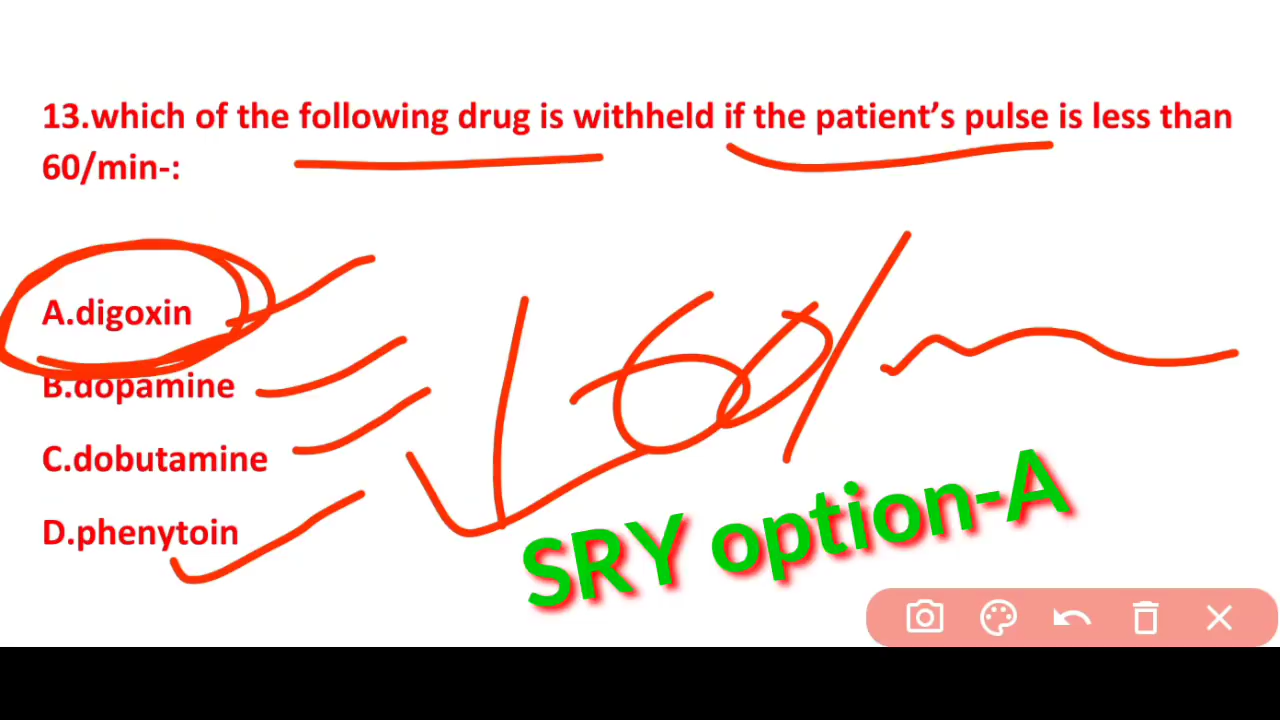 13.which of the following drug is withheld if the patient’s pulse is less than
60/min-:
A.digoxin
B.dopamine
C.dobutamine
D.phenytoin
60/m
SRY option-A